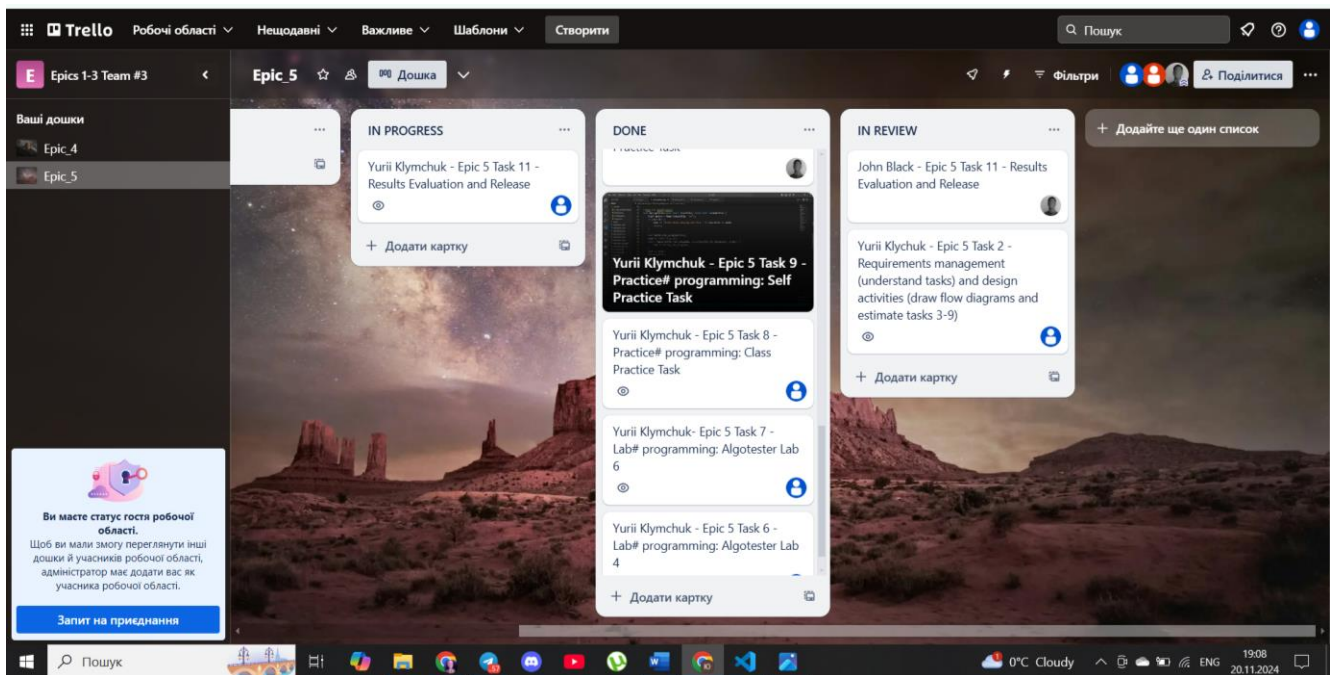 Trello Робочі області Нещодавні Важливе Шаблони Створити Пошук
E Epics 1-3 Team #3
Epic_5 Дошка Фільтри Поділитися
Ваші дошки
Epic_4
Epic_5
Ви маєте статус гостя робочої
області.
Щоб ви мали змогу переглянути інші
дошки й учасників робочої області,
адміністратор має додати вас як
учасника робочої області.
Запит на приєднання
IN PROGRESS
Yurii Klymchuk - Epic 5 Task 11 -
Results Evaluation and Release
+ Додати картку
DONE
Practice Task
Yurii Klymchuk - Epic 5 Task 9 -
Practice# programming: Self
Practice Task
Yurii Klymchuk - Epic 5 Task 8 -
Practice# programming: Class
Practice Task
Yurii Klymchuk- Epic 5 Task 7 -
Lab# programming: Algotester Lab
6
Yurii Klymchuk - Epic 5 Task 6 -
Lab# programming: Algotester Lab
4
+ Додати картку
IN REVIEW
John Black - Epic 5 Task 11 - Results
Evaluation and Release
Yurii Klychuk - Epic 5 Task 2 -
Requirements management
(understand tasks) and design
activities (draw flow diagrams and
estimate tasks 3-9)
+ Додати картку
+ Додайте ще один список
Пошук
0°C Cloudy ENG 19:08
20.11.2024